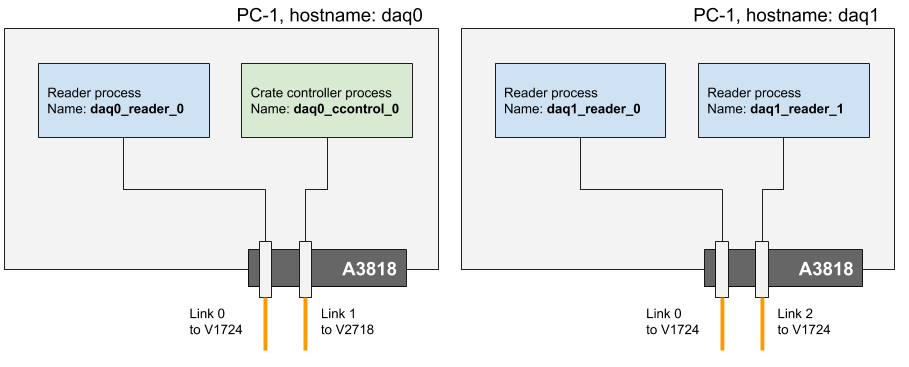 PC-1, hostname: daq0
Reader process
Name: daq0_reader_0
Crate controller process
Name: daq0_ccontrol_0
A3818
Link 0
to V1724
Link 1
to V2718
PC-1, hostname: daq1
Reader process
Name: daq1_reader_0
Reader process
Name: daq1_reader_1
A3818
Link 0
to V1724
Link 2
to V1724